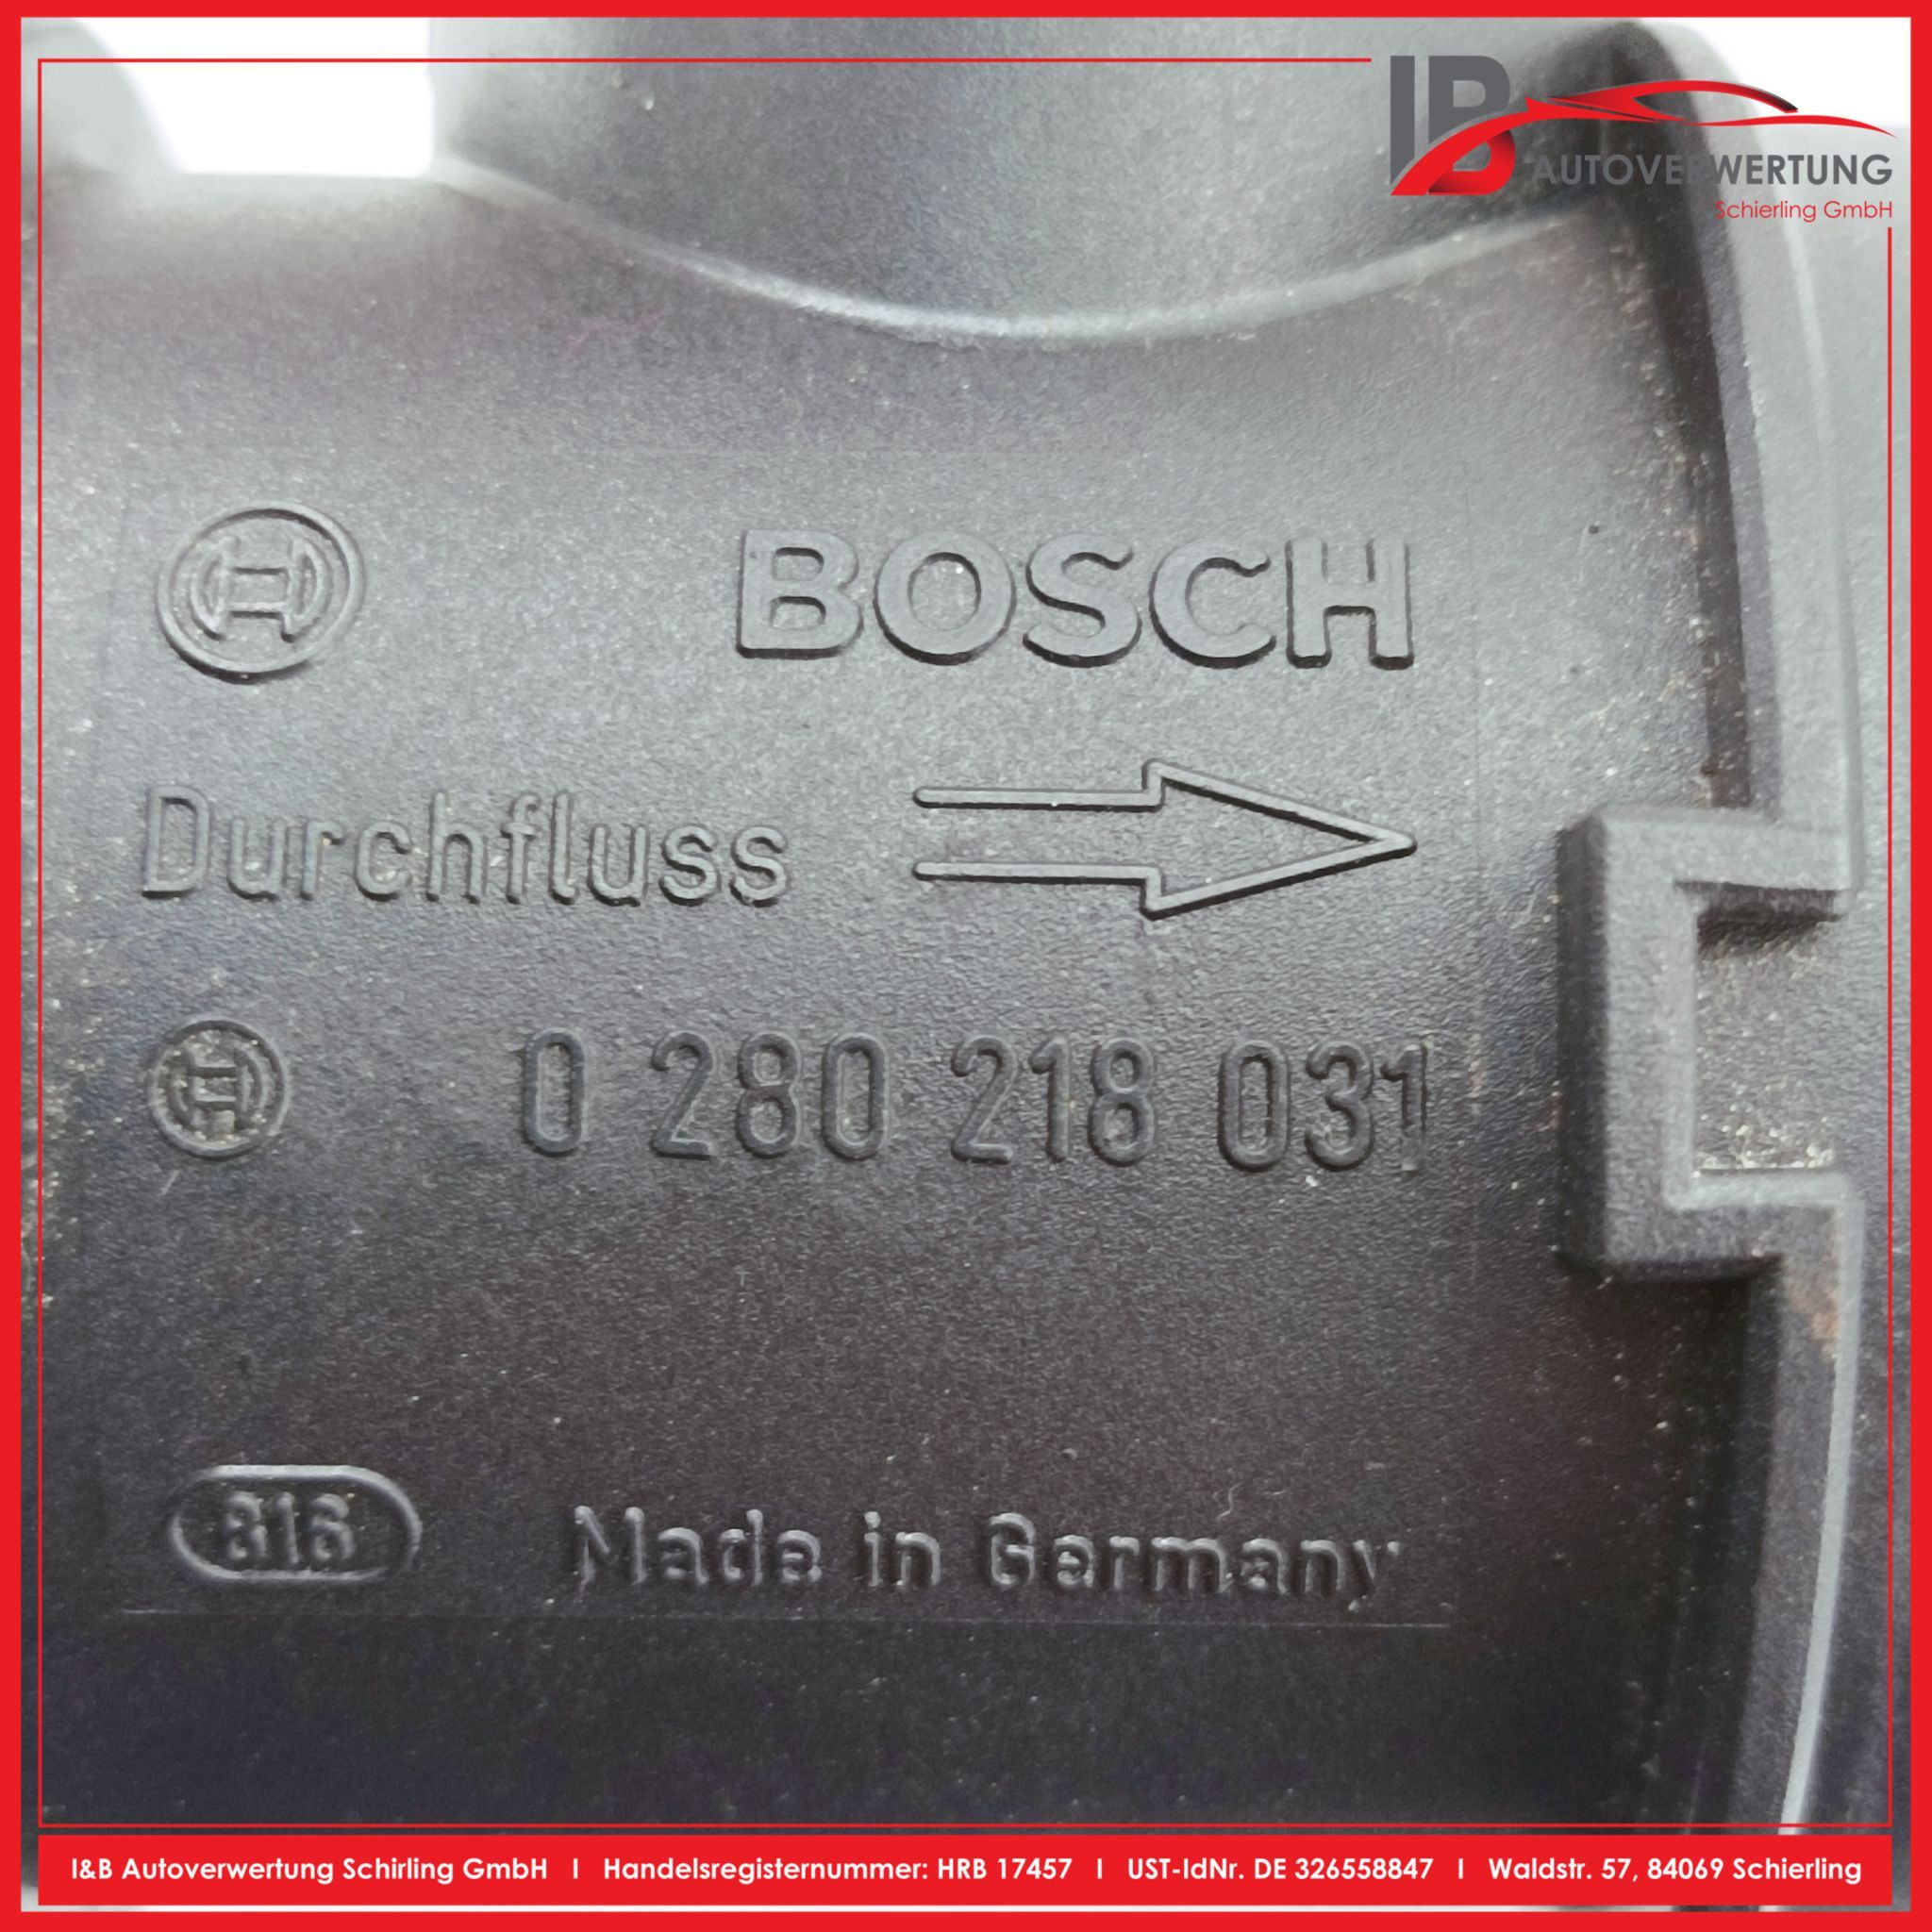 IB
AUTOVERWERTUNG
Schierling GmbH
BOSCH
Durchfluss
0 280 218 031
816
Made in Germany
I&B Autoverwertung Schirling GmbH I Handelsregisternummer: HRB 17457 I UST-IdNr. DE 326558847 I Waldstr. 57, 84069 Schierling